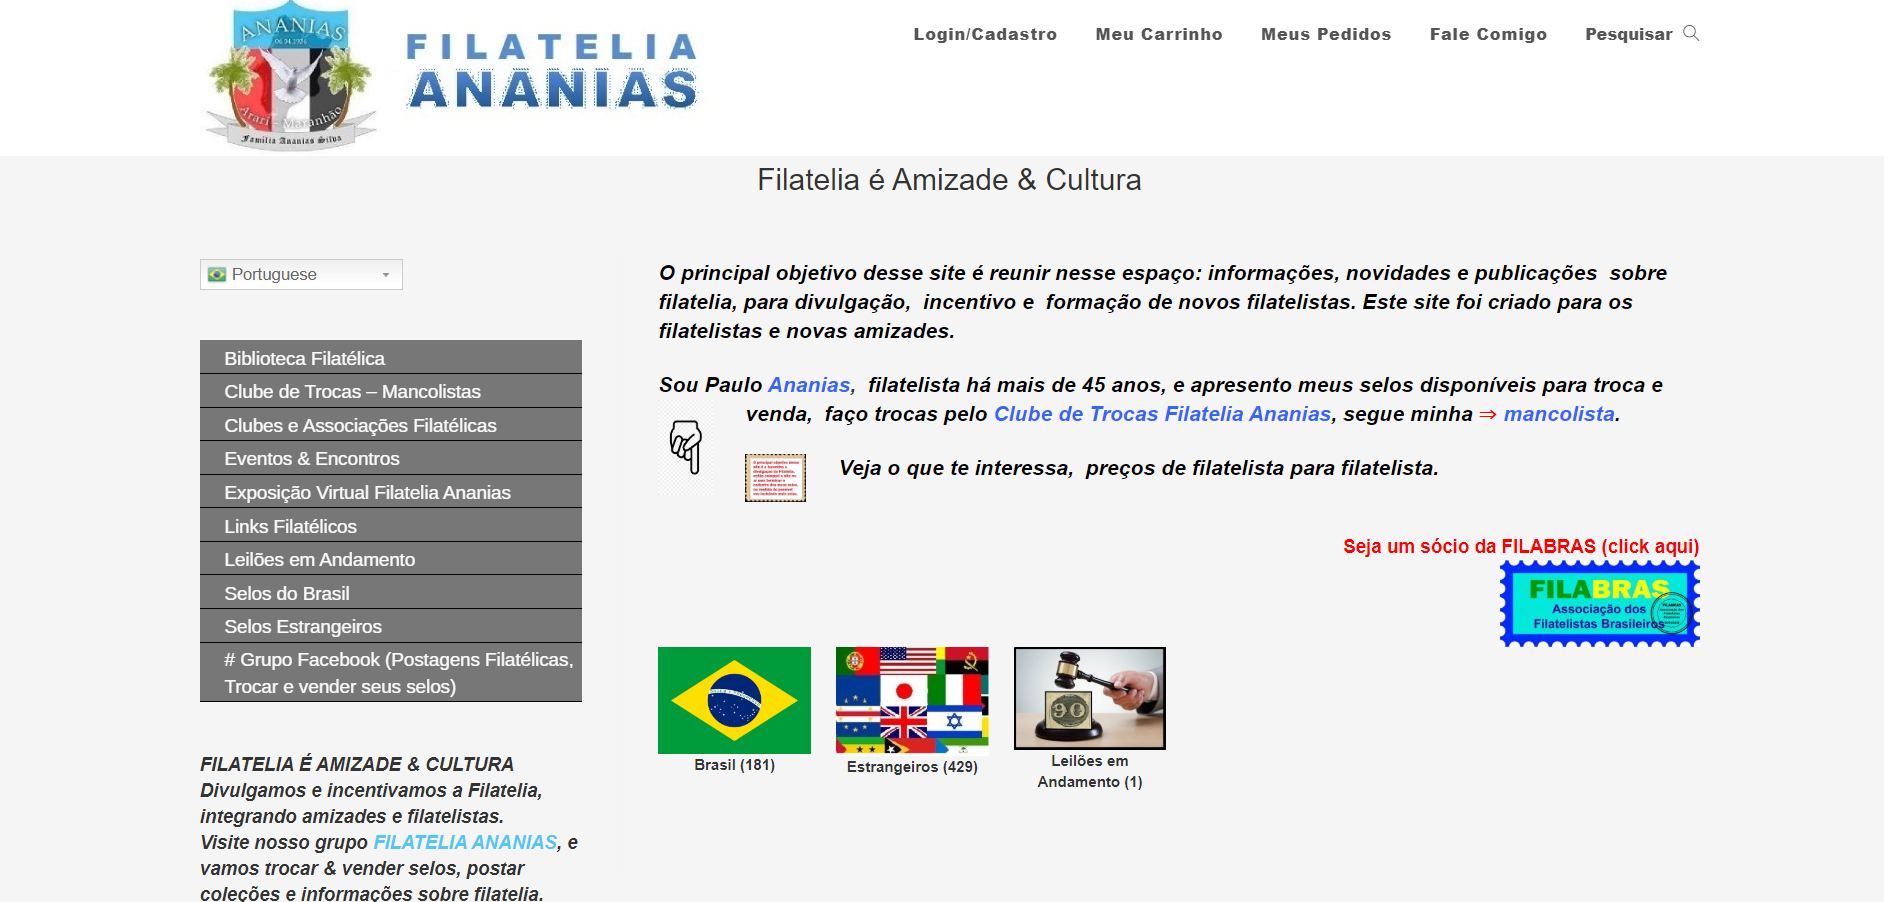 ANANIAS
06.04.1926
Arari - Maranhão
Familia Ananias Silva
FILATELIA
ANANIAS
Login/Cadastro
Meu Carrinho
Meus Pedidos
Fale Comigo
Pesquisar
Filatelia é Amizade & Cultura
Portuguese
Biblioteca Filatélica
Clube de Trocas – Mancolistas
Clubes e Associações Filatélicas
Eventos & Encontros
Exposição Virtual Filatelia Ananias
Links Filatélicos
Leilões em Andamento
Selos do Brasil
Selos Estrangeiros
# Grupo Facebook (Postagens Filatélicas,
Trocar e vender seus selos)
FILATELIA É AMIZADE & CULTURA
Divulgamos e incentivamos a Filatelia,
integrando amizades e filatelistas.
Visite nosso grupo FILATELIA ANANIAS, e
vamos trocar & vender selos, postar
coleções e informações sobre filatelia.
O principal objetivo desse site é reunir nesse espaço: informações, novidades e publicações sobre
filatelia, para divulgação, incentivo e formação de novos filatelistas. Este site foi criado para os
filatelistas e novas amizades.
Sou Paulo Ananias, filatelista há mais de 45 anos, e apresento meus selos disponíveis para troca e
venda, faço trocas pelo Clube de Trocas Filatelia Ananias, segue minha ⇒ mancolista.
Veja o que te interessa, preços de filatelista para filatelista.
Seja um sócio da FILABRAS (click aqui)
FILABRAS
Associação dos
Filatelistas Brasileiros
90
Brasil (181)
Estrangeiros (429)
Leilões em
Andamento (1)